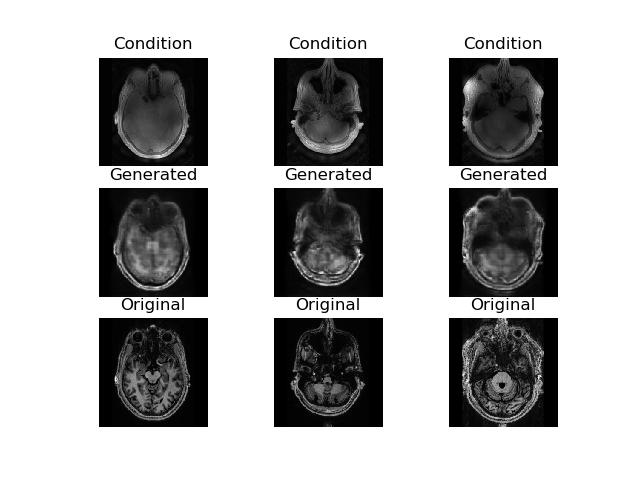 Condition Condition Condition
Generated Generated Generated
Original Original Original